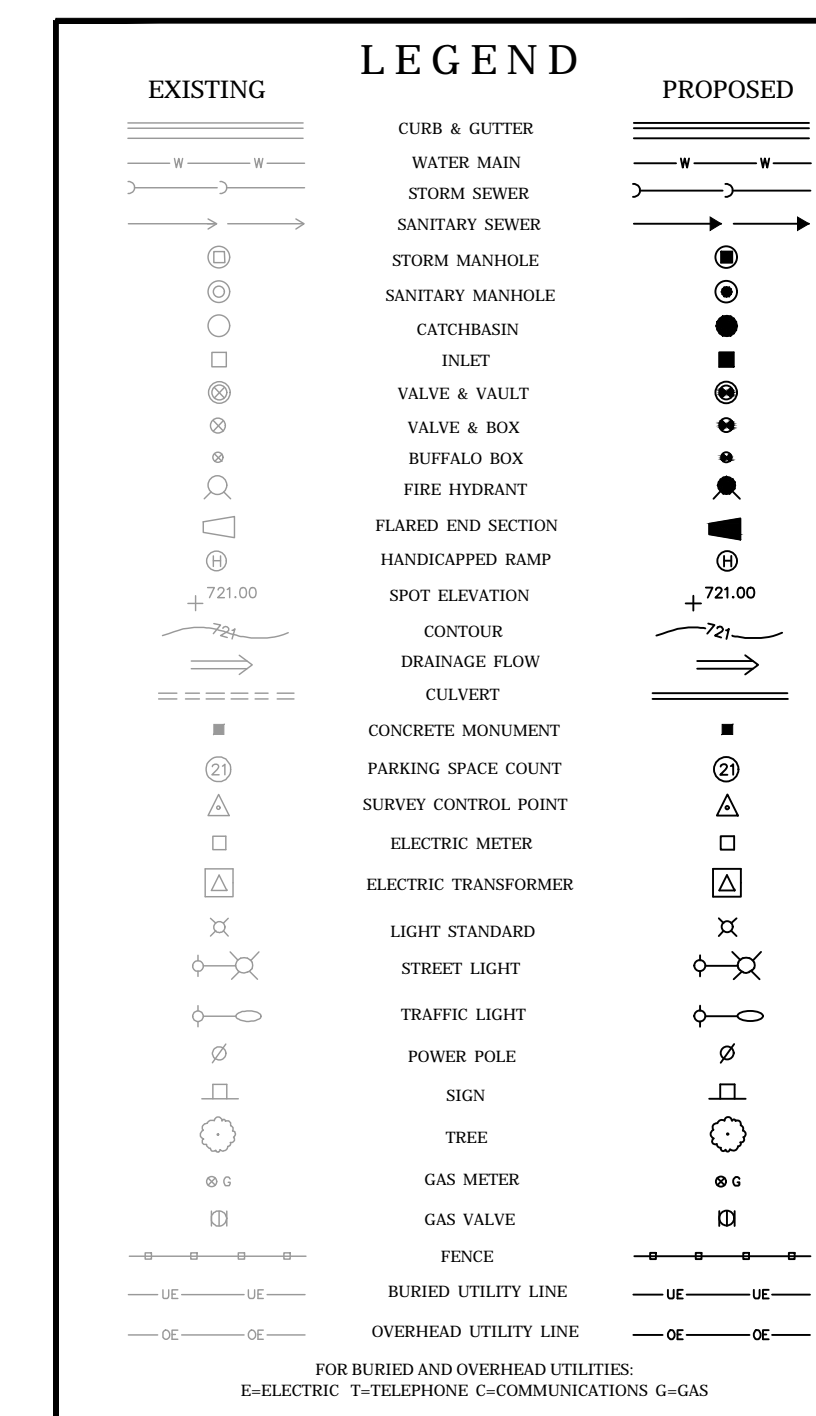 LEGEND
EXISTING PROPOSED
CURB & GUTTER
W W WATER MAIN W W
STORM SEWER
SANITARY SEWER
STORM MANHOLE
SANITARY MANHOLE
CATCHBASIN
INLET
VALVE & VAULT
VALVE & BOX
BUFFALO BOX
FIRE HYDRANT
FLARED END SECTION
H HANDICAPPED RAMP H
721.00 SPOT ELEVATION 721.00
721 CONTOUR 721
DRAINAGE FLOW
CULVERT
CONCRETE MONUMENT
21 PARKING SPACE COUNT 21
SURVEY CONTROL POINT
ELECTRIC METER
ELECTRIC TRANSFORMER
LIGHT STANDARD
STREET LIGHT
TRAFFIC LIGHT
POWER POLE
SIGN
TREE
G GAS METER G
GAS VALVE
FENCE
UE UE BURIED UTILITY LINE UE UE
OE OE OVERHEAD UTILITY LINE OE OE
FOR BURIED AND OVERHEAD UTILITIES:
E=ELECTRIC T=TELEPHONE C=COMMUNICATIONS G=GAS